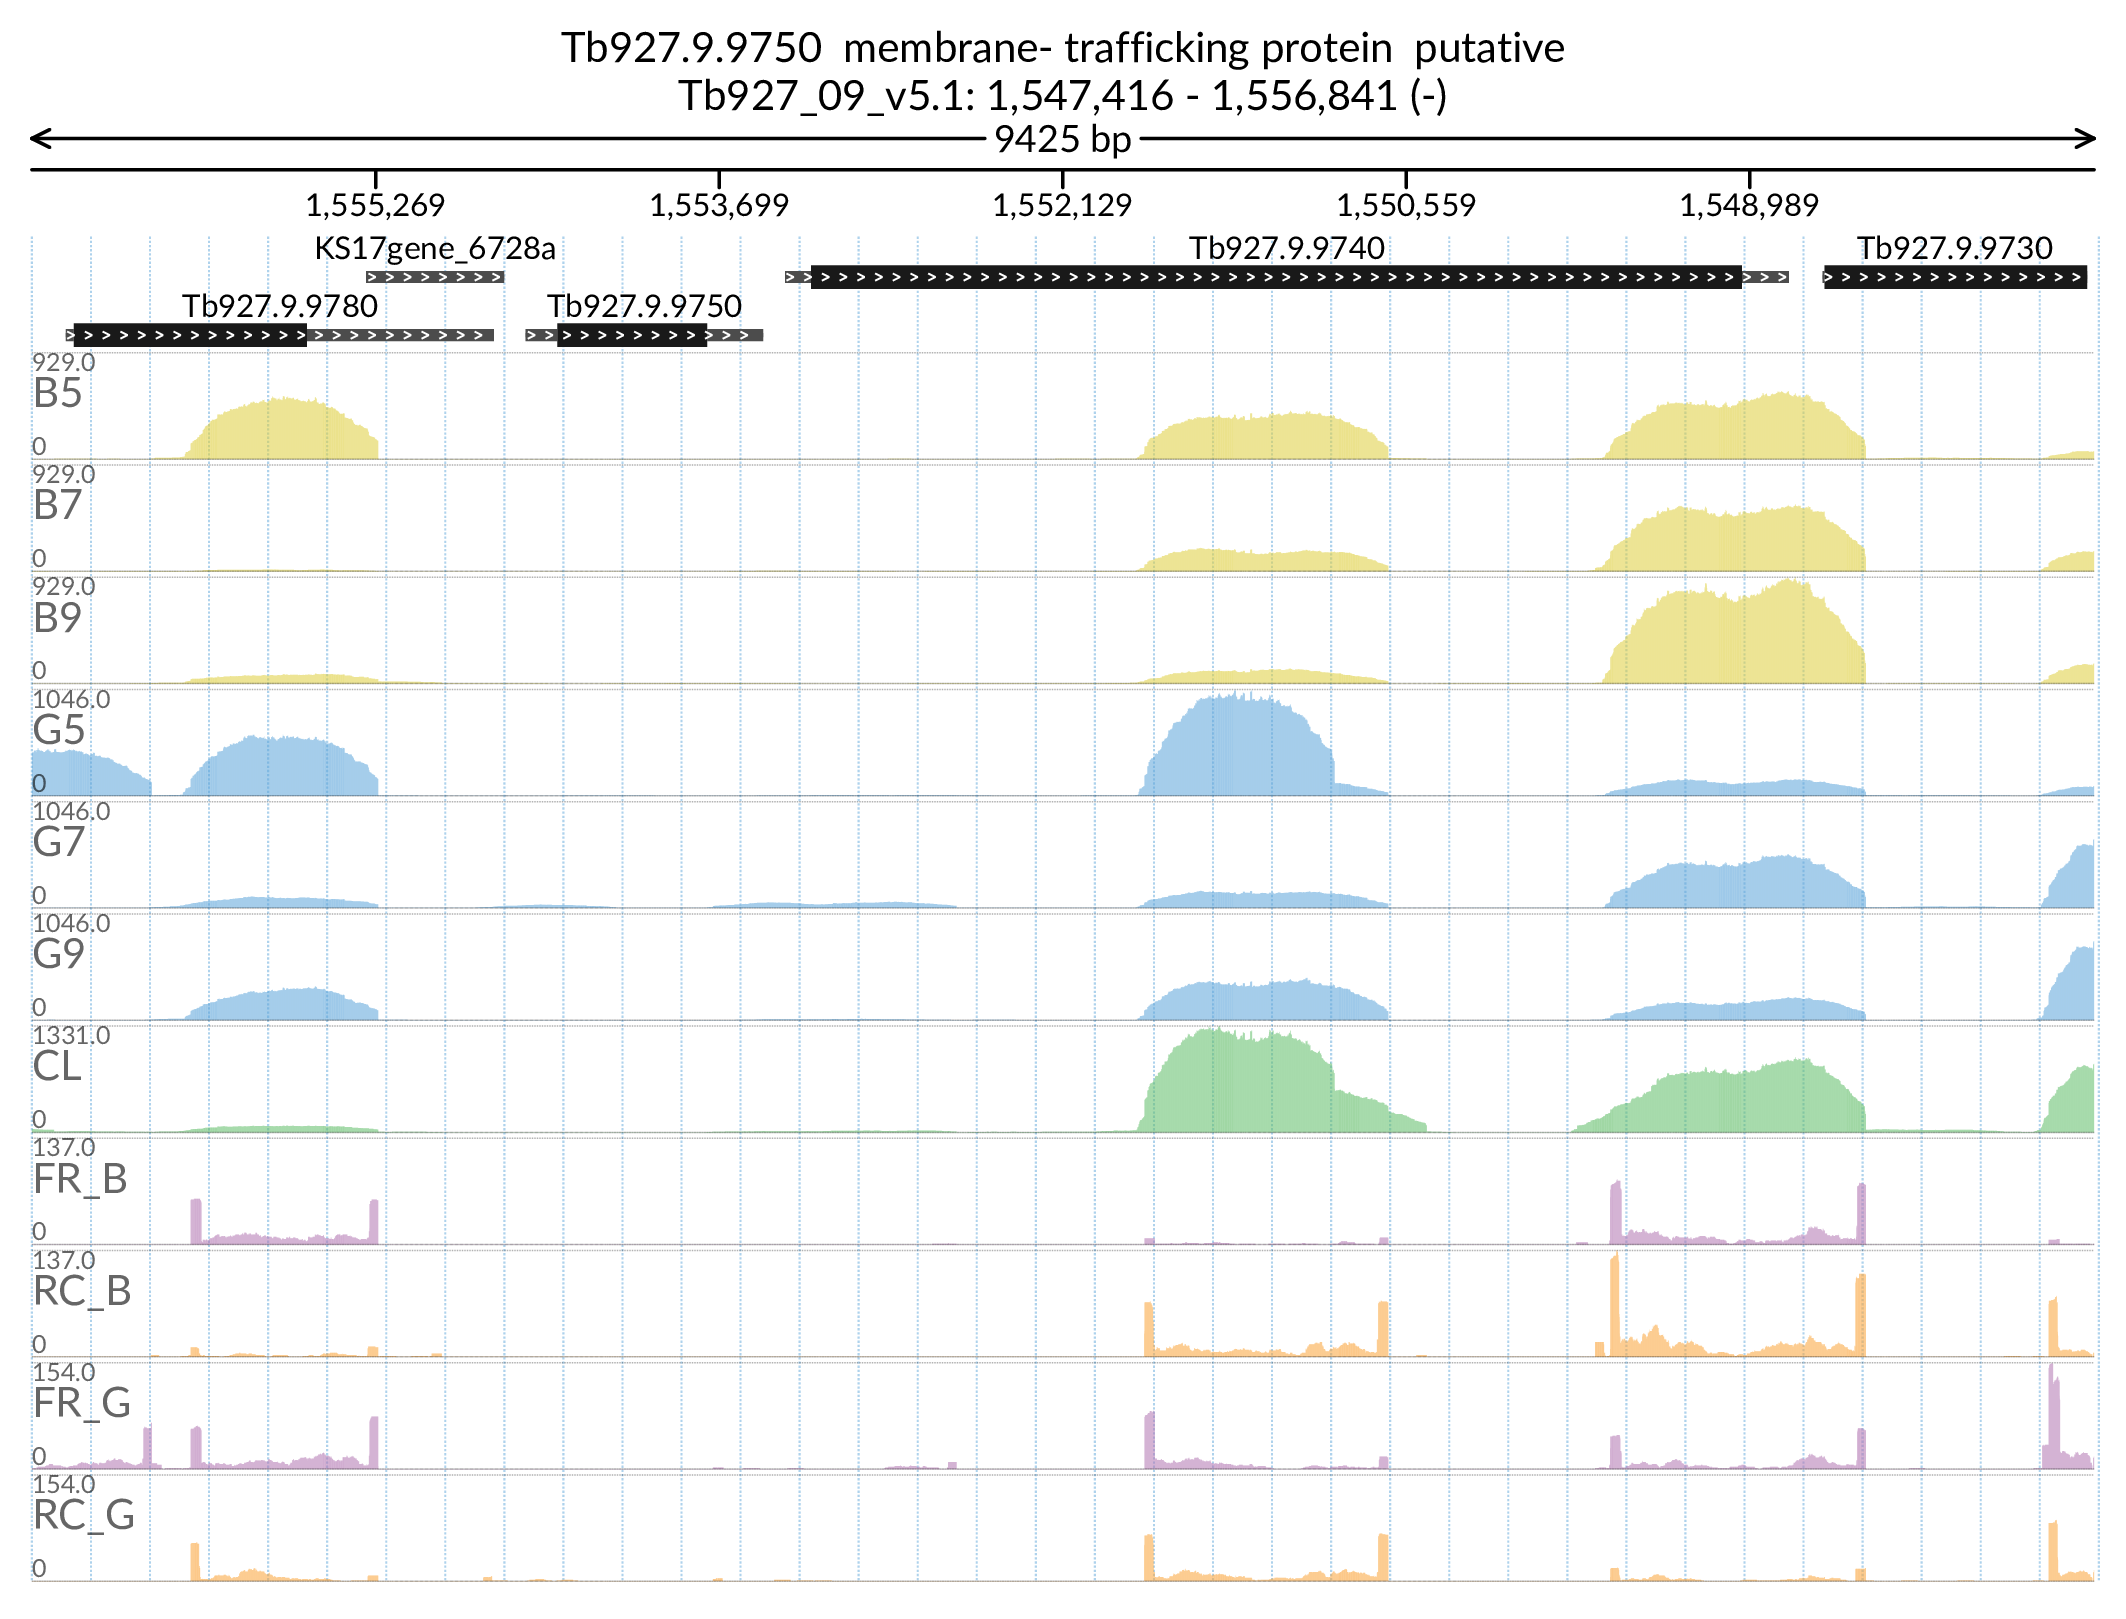 Tb927.9.9750 membrane- trafficking protein putative
Tb927_09_v5.1: 1,547,416 - 1,556,841 (-)
9425 bp
1,555,269 1,553,699 1,552,129 1,550,559 1,548,989
KS17gene_6728a Tb927.9.9740 Tb927.9.9730
Tb927.9.9780 Tb927.9.9750
929.0
B5
0
929.0
B7
0
929.0
B9
0
1046.0
G5
0
1046.0
G7
0
1046.0
G9
0
1331.0
CL
0
137.0
FR_B
0
137.0
RC_B
0
154.0
FR_G
0
154.0
RC_G
0